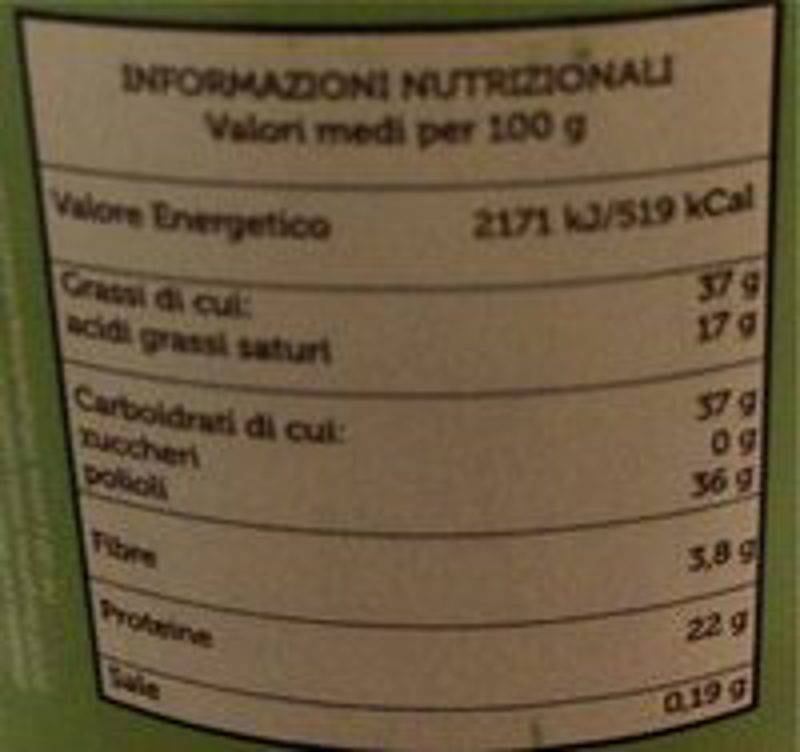 INFORMAZIONI NUTRIZIONALI
Valori medi per 100 g
Valore Energetico 2171 kJ/519 kCal
Grassi di cui: 37 g
acidi grassi saturi 17 g
Carboidrati di cui: 37 g
zuccheri 0 g
polioli 36 g
Fibre 3,8 g
Proteine 22 g
Sale 0,19 g